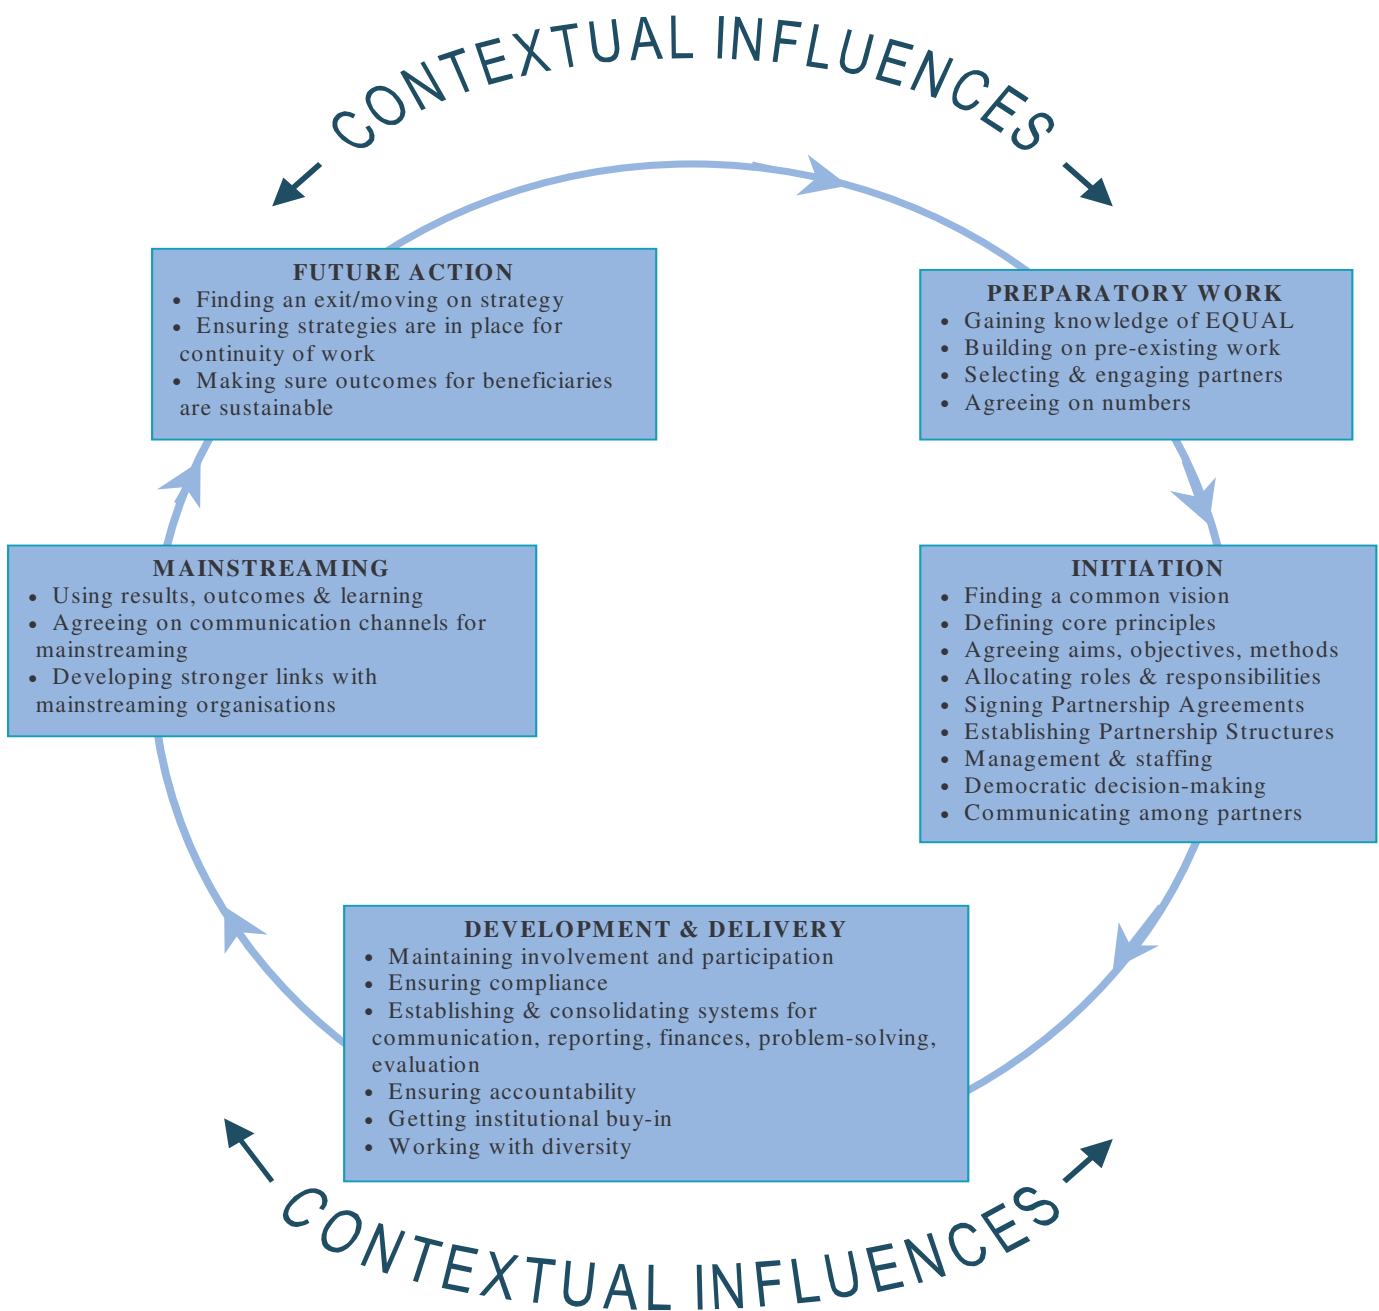 CONTEXTUAL INFLUENCES
FUTURE ACTION
• Finding an exit/moving on strategy
• Ensuring strategies are in place for
continuity of work
• Making sure outcomes for beneficiaries
are sustainable
PREPARATORY WORK
• Gaining knowledge of EQUAL
• Building on pre-existing work
• Selecting & engaging partners
• Agreeing on numbers
MAINSTREAMING
• Using results, outcomes & learning
• Agreeing on communication channels for
mainstreaming
• Developing stronger links with
mainstreaming organisations
INITIATION
• Finding a common vision
• Defining core principles
• Agreeing aims, objectives, methods
• Allocating roles & responsibilities
• Signing Partnership Agreements
• Establishing Partnership Structures
• Management & staffing
• Democratic decision-making
• Communicating among partners
DEVELOPMENT & DELIVERY
• Maintaining involvement and participation
• Ensuring compliance
• Establishing & consolidating systems for
communication, reporting, finances, problem-solving,
evaluation
• Ensuring accountability
• Getting institutional buy-in
• Working with diversity
CONTEXTUAL INFLUENCES